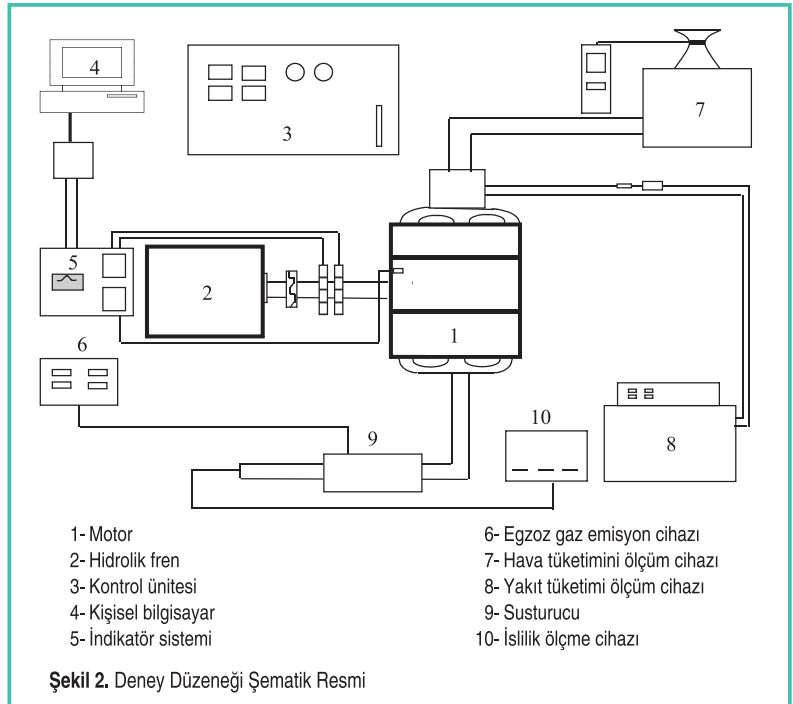 4
3
7
5
2
6
1
9
10
8
1- Motor
2- Hidrolik fren
3- Kontrol ünitesi
4- Kişisel bilgisayar
5- İndikatör sistemi
6- Egzoz gaz emisyon cihazı
7- Hava tüketimini ölçüm cihazı
8- Yakıt tüketimi ölçüm cihazı
9- Susturucu
10- İslilik ölçme cihazı
Şekil 2. Deney Düzeneği Şematik Resmi